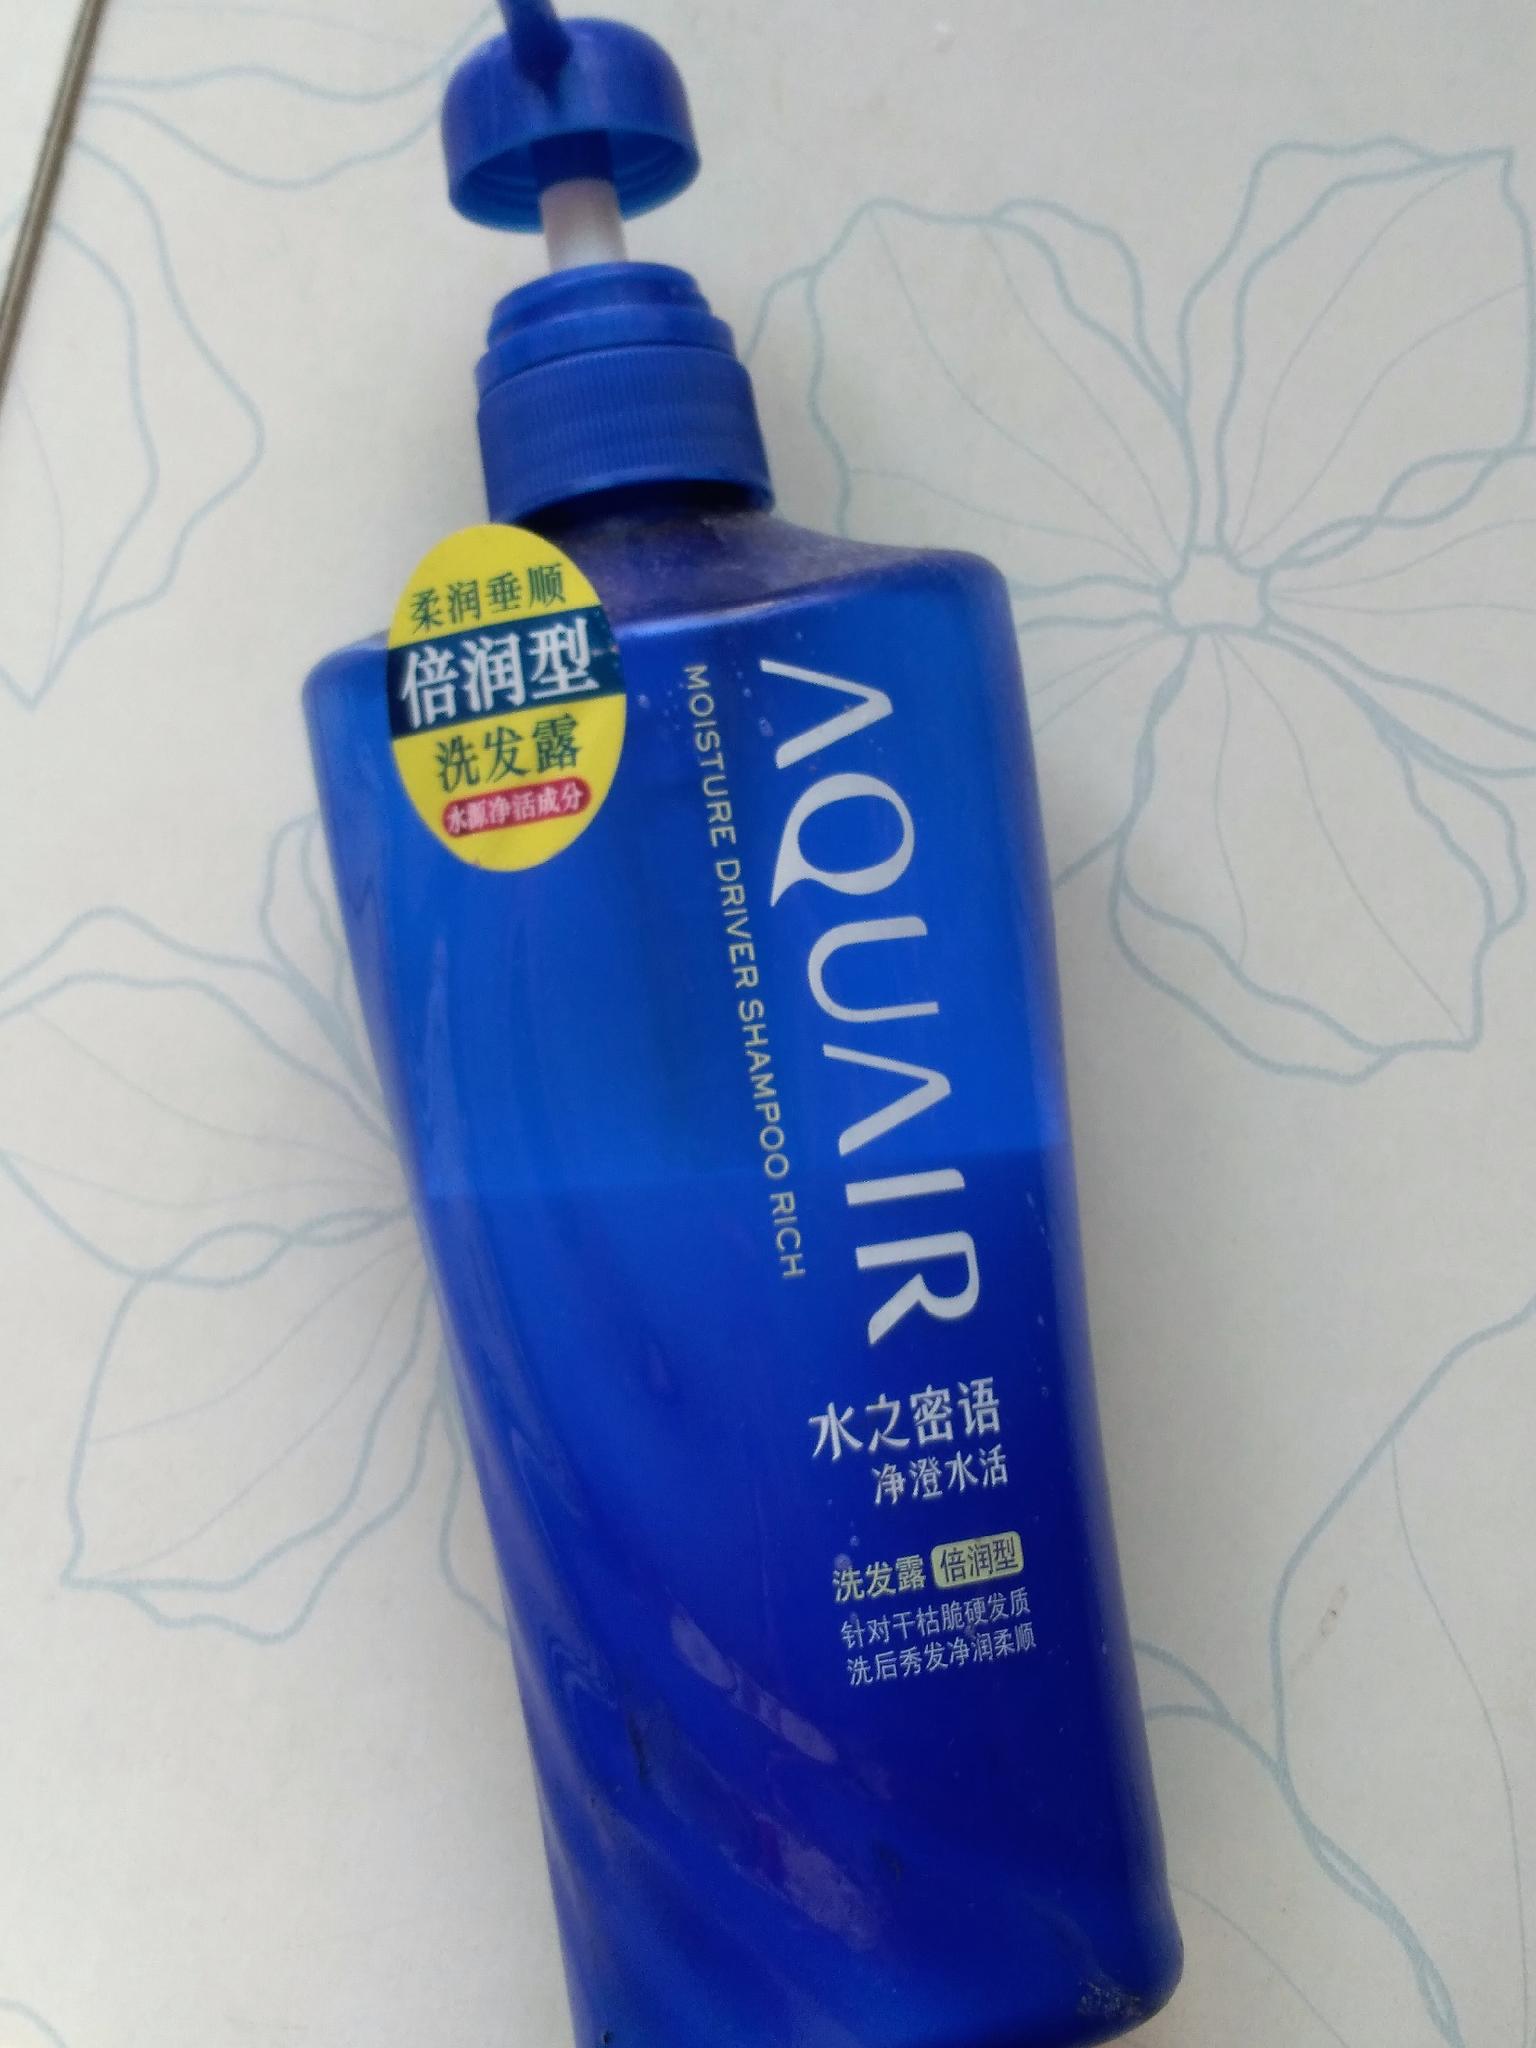 柔润垂顺
倍润型
洗发露
水源净活成分
AQUAIR
MOISTURE DRIVER SHAMPOO RICH
水之密语
净澄水活
洗发露 倍润型
针对干枯脆硬发质
洗后秀发净润柔顺